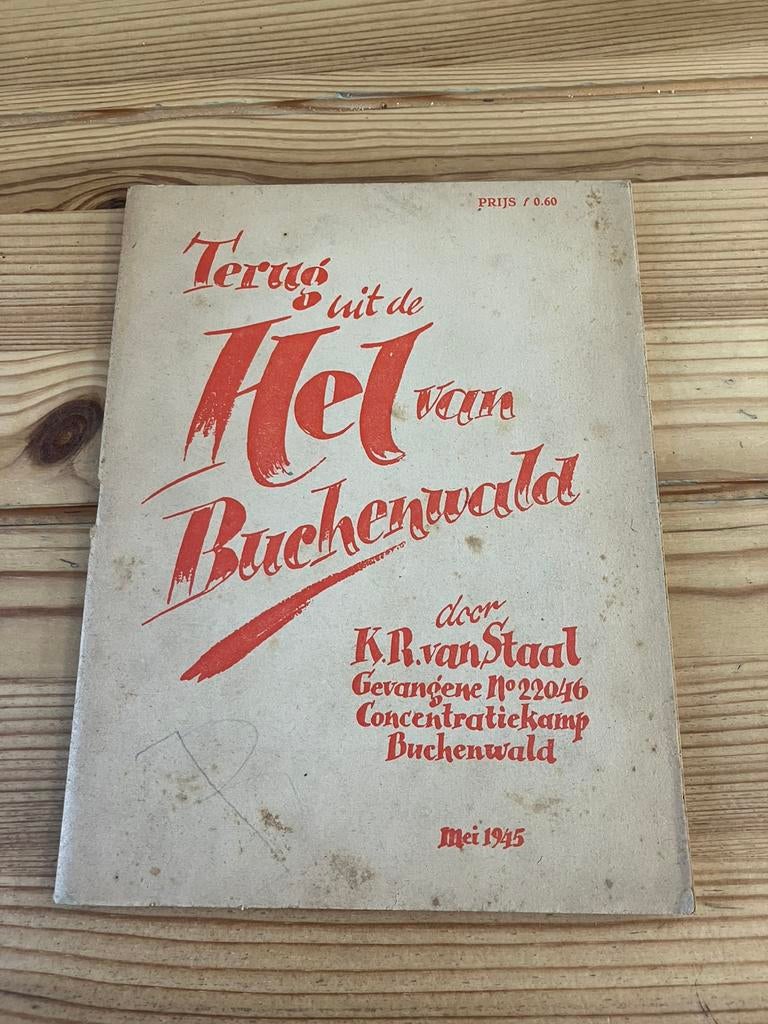 PRIJS f 0.60
Terug
uit de
Hel van
Buchenwald
door
K.R. van Staal
Gevangene No 22046
Concentratiekamp
Buchenwald
Mei 1945